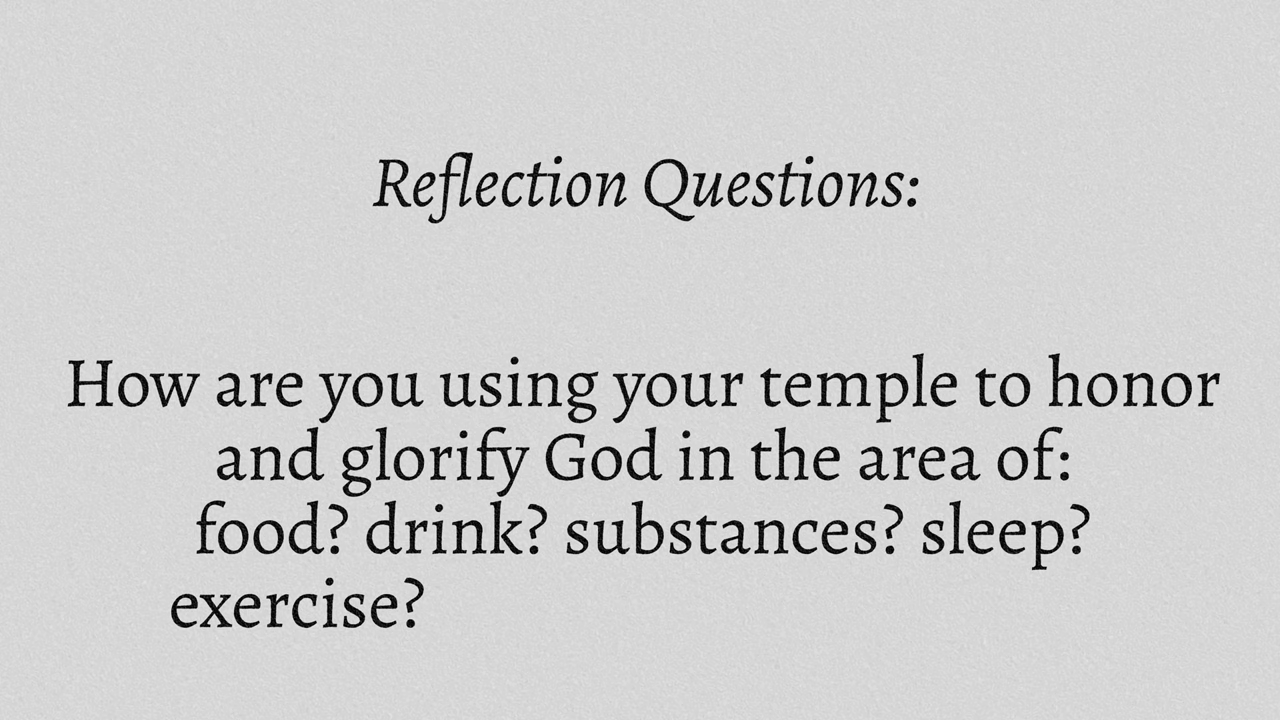 Reflection Questions:
How are you using your temple to honor
and glorify God in the area of:
food? drink? substances? sleep?
exercise?